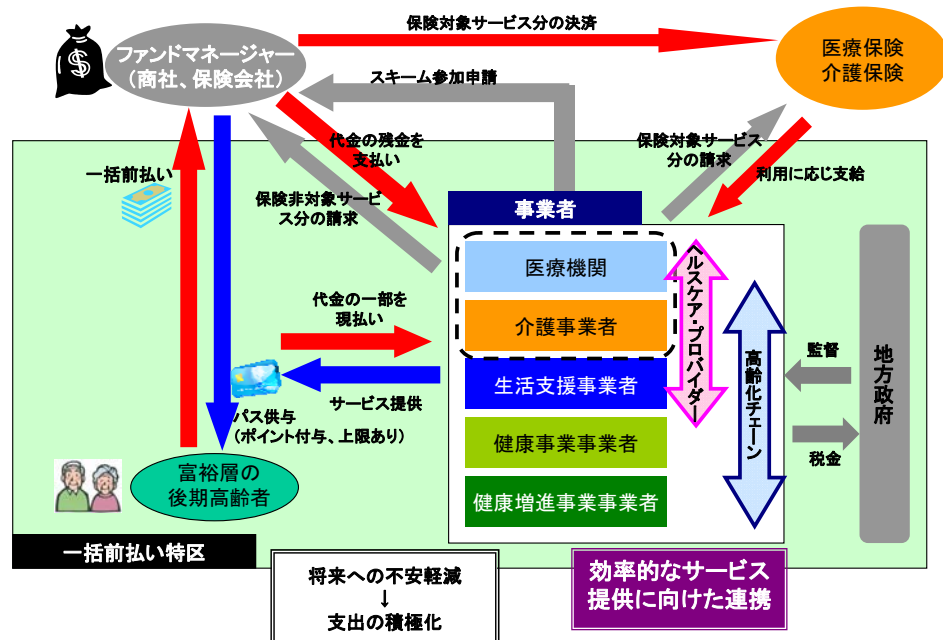 保険対象サービス分の決済
ファンドマネージャー
（商社、保険会社）
医療保険
介護保険
$
スキーム参加申請
代金の残金を
支払い
保険対象サービス
分の請求
一括前払い
利用に応じ支給
保険非対象サービ
ス分の請求
事業者
医療機関
介護事業者
生活支援事業者
健康事業事業者
健康増進事業事業者
ヘルスケア・プロバイダー
高齢化チェーン
代金の一部を
現払い
サービス提供
パス供与
（ポイント付与、上限あり）
監督
税金
地方政府
富裕層の
後期高齢者
一括前払い特区
将来への不安軽減
↓
支出の積極化
効率的なサービス
提供に向けた連携